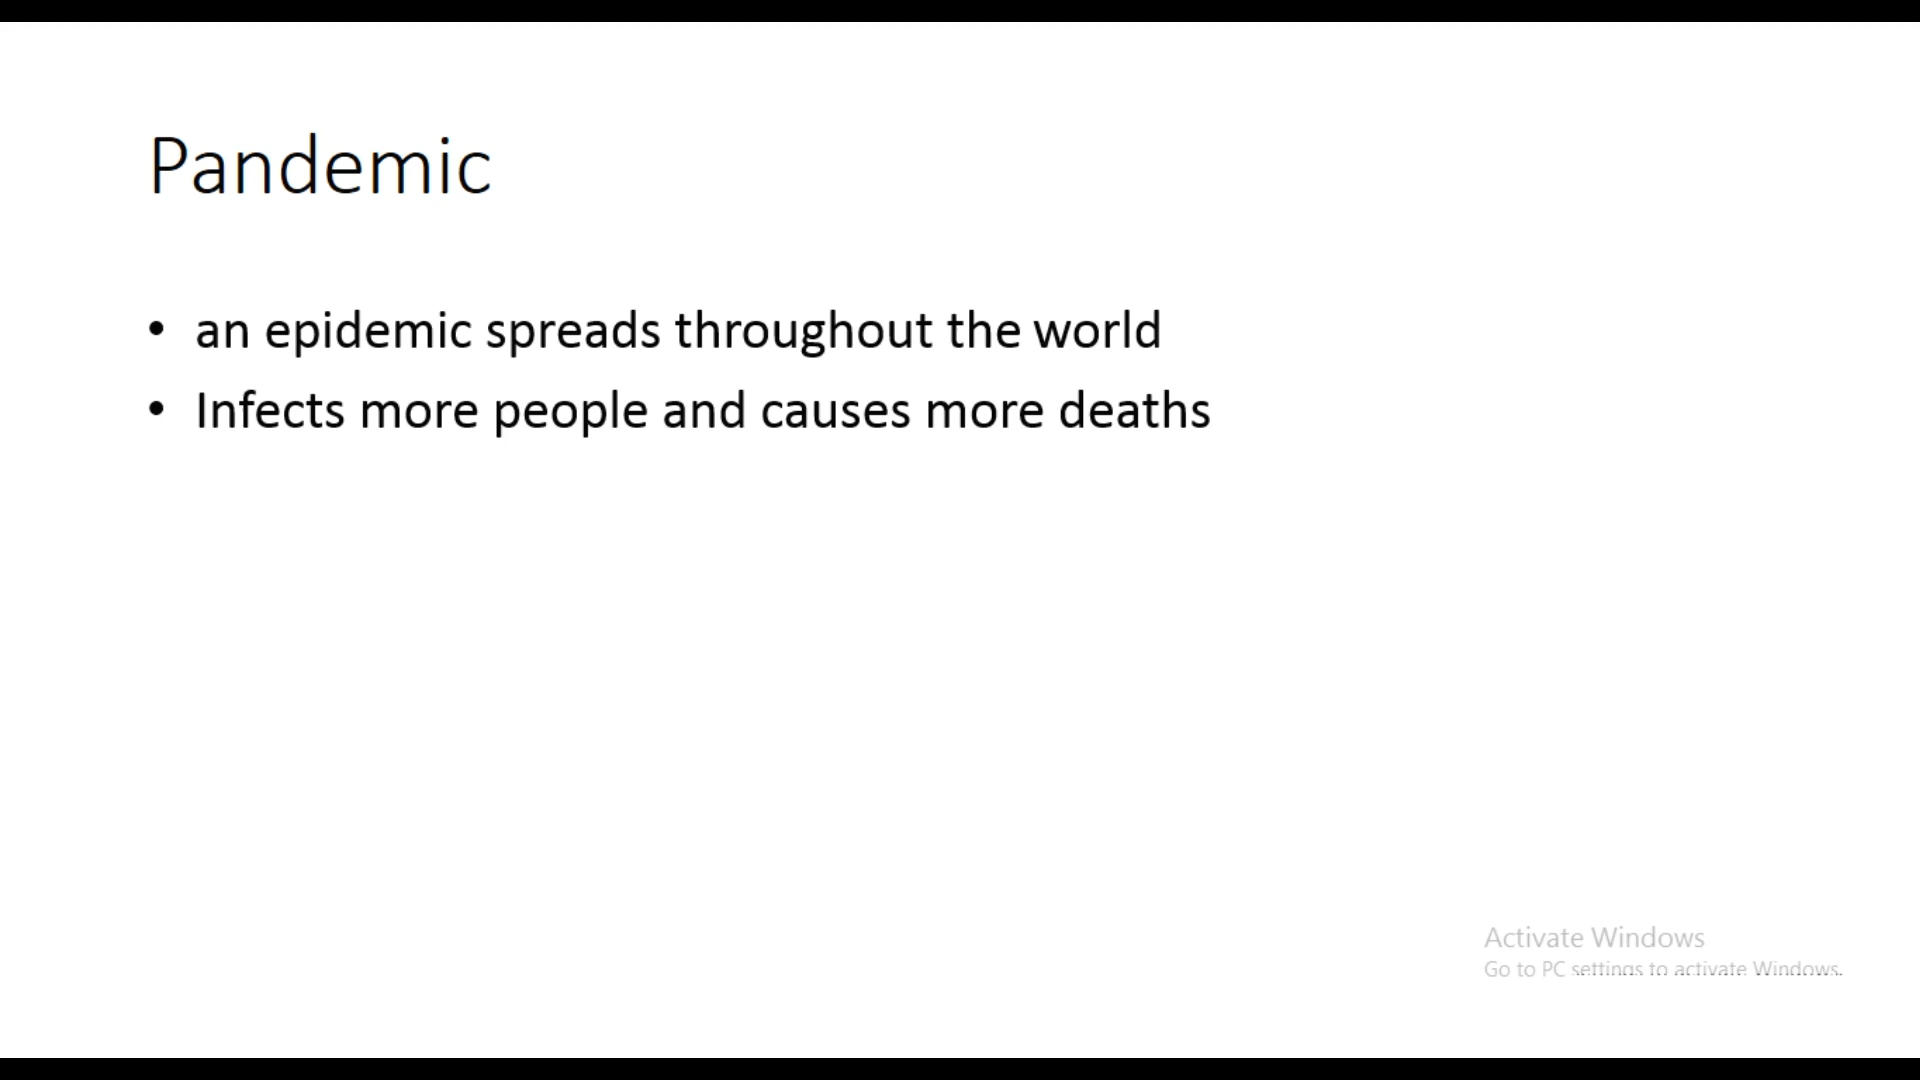 Pandemic
• an epidemic spreads throughout the world
• Infects more people and causes more deaths
Activate Windows
Go to PC settings to activate Windows.